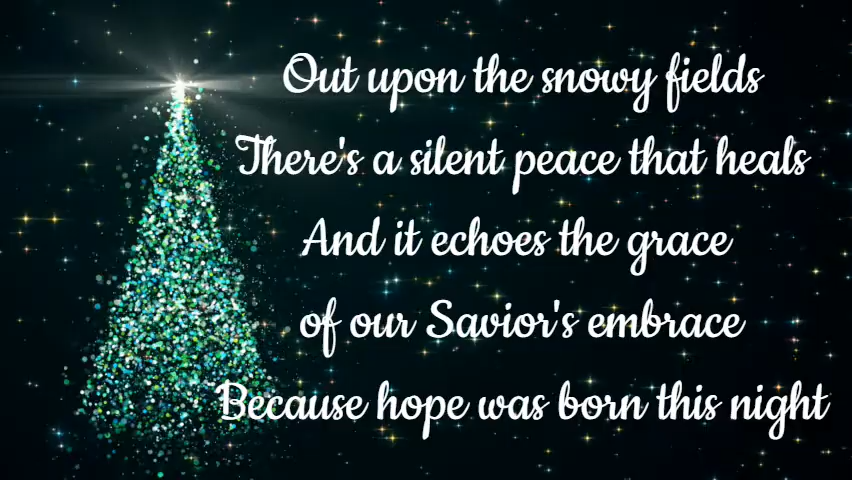 Out upon the snowy fields
There's a silent peace that heals
And it echoes the grace
of our Savior's embrace
Because hope was born this night